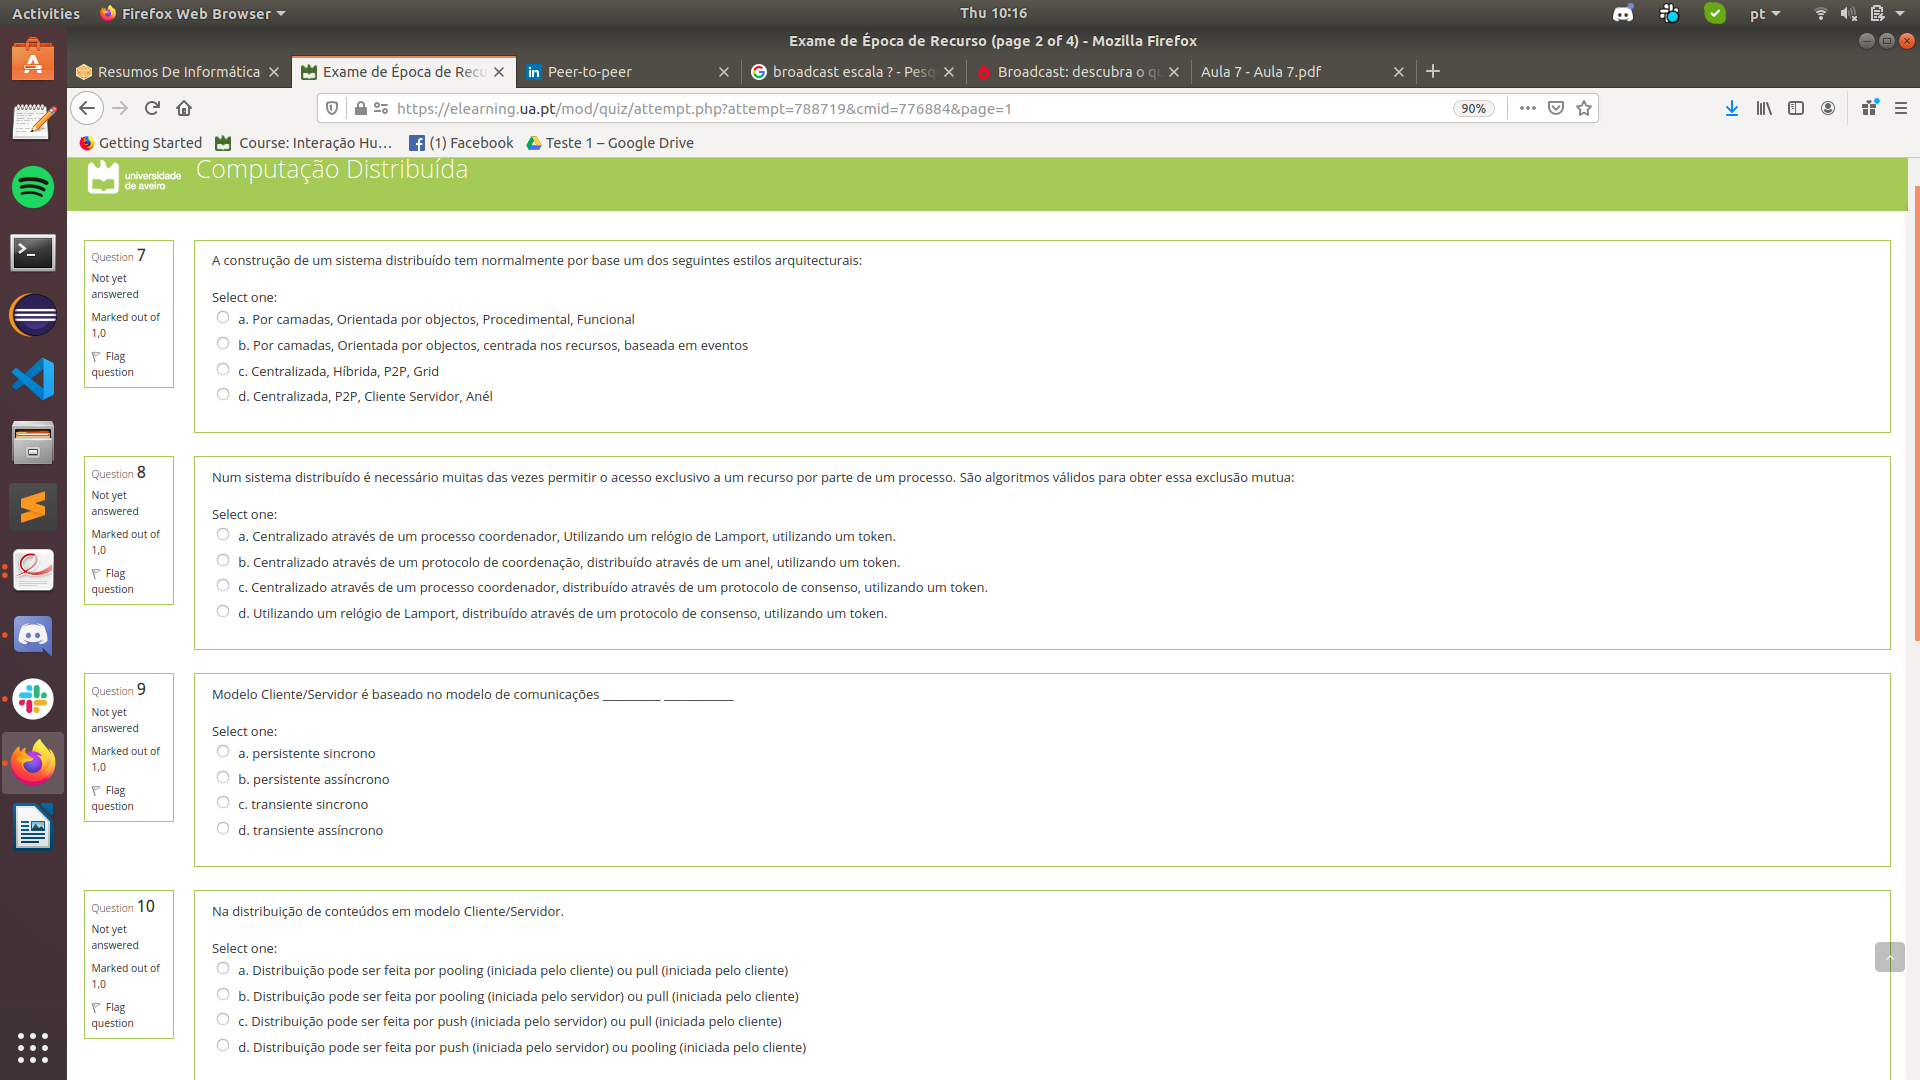 Activities
Firefox Web Browser
Thu 10:16
pt
Exame de Época de Recurso (page 2 of 4) - Mozilla Firefox
Resumos De Informática
Exame de Época de Recu
Peer-to-peer
broadcast escala ? - Pesq
Broadcast: descubra o qu
Aula 7 - Aula 7.pdf
https://elearning.ua.pt/mod/quiz/attempt.php?attempt=788719&cmid=776884&page=1
90%
Getting Started
Course: Interação Hu...
(1) Facebook
Teste 1 – Google Drive
universidade
de aveiro
Computação Distribuída
Question 7
Not yet
answered
Marked out of
1,0
Flag
question
A construção de um sistema distribuído tem normalmente por base um dos seguintes estilos arquitecturais:
Select one:
a. Por camadas, Orientada por objectos, Procedimental, Funcional
b. Por camadas, Orientada por objectos, centrada nos recursos, baseada em eventos
c. Centralizada, Híbrida, P2P, Grid
d. Centralizada, P2P, Cliente Servidor, Anél
Question 8
Not yet
answered
Marked out of
1,0
Flag
question
Num sistema distribuído é necessário muitas das vezes permitir o acesso exclusivo a um recurso por parte de um processo. São algoritmos válidos para obter essa exclusão mutua:
Select one:
a. Centralizado através de um processo coordenador, Utilizando um relógio de Lamport, utilizando um token.
b. Centralizado através de um protocolo de coordenação, distribuído através de um anel, utilizando um token.
c. Centralizado através de um processo coordenador, distribuído através de um protocolo de consenso, utilizando um token.
d. Utilizando um relógio de Lamport, distribuído através de um protocolo de consenso, utilizando um token.
Question 9
Not yet
answered
Marked out of
1,0
Flag
question
Modelo Cliente/Servidor é baseado no modelo de comunicações __________ ____________
Select one:
a. persistente sincrono
b. persistente assíncrono
c. transiente sincrono
d. transiente assíncrono
Question 10
Not yet
answered
Marked out of
1,0
Flag
question
Na distribuição de conteúdos em modelo Cliente/Servidor.
Select one:
a. Distribuição pode ser feita por pooling (iniciada pelo cliente) ou pull (iniciada pelo cliente)
b. Distribuição pode ser feita por pooling (iniciada pelo servidor) ou pull (iniciada pelo cliente)
c. Distribuição pode ser feita por push (iniciada pelo servidor) ou pull (iniciada pelo cliente)
d. Distribuição pode ser feita por push (iniciada pelo servidor) ou pooling (iniciada pelo cliente)